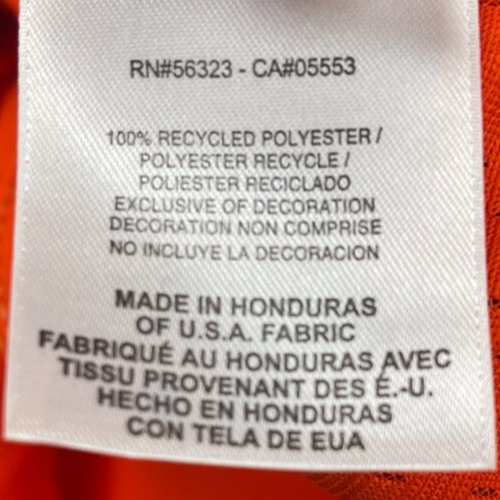 RN#56323 - CA#05553
100% RECYCLED POLYESTER /
POLYESTER RECYCLE /
POLIESTER RECICLADO
EXCLUSIVE OF DECORATION
DECORATION NON COMPRISE
NO INCLUYE LA DECORACION
MADE IN HONDURAS
OF U.S.A. FABRIC
FABRIQUÉ AU HONDURAS AVEC
TISSU PROVENANT DES É.-U.
HECHO EN HONDURAS
CON TELA DE EUA